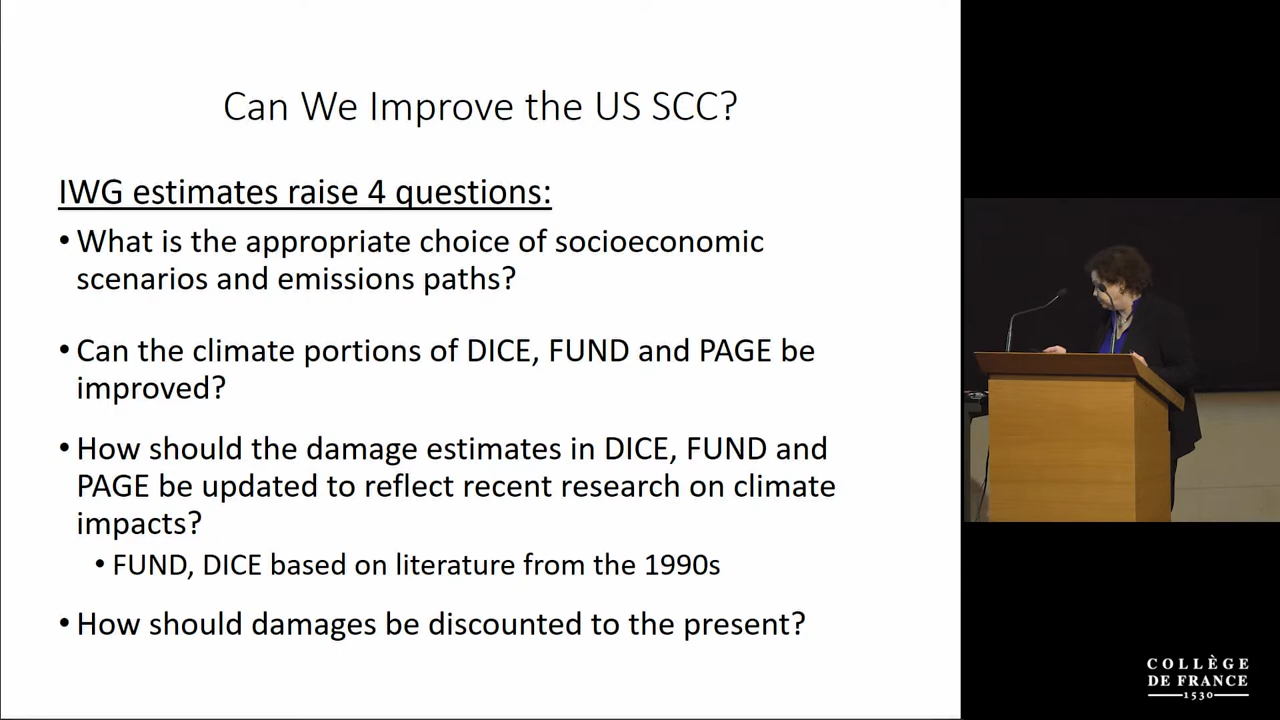 Can We Improve the US SCC?
IWG estimates raise 4 questions:
• What is the appropriate choice of socioeconomic
scenarios and emissions paths?
• Can the climate portions of DICE, FUND and PAGE be
improved?
• How should the damage estimates in DICE, FUND and
PAGE be updated to reflect recent research on climate
impacts?
• FUND, DICE based on literature from the 1990s
• How should damages be discounted to the present?
COLLÈGE
DE FRANCE
1530